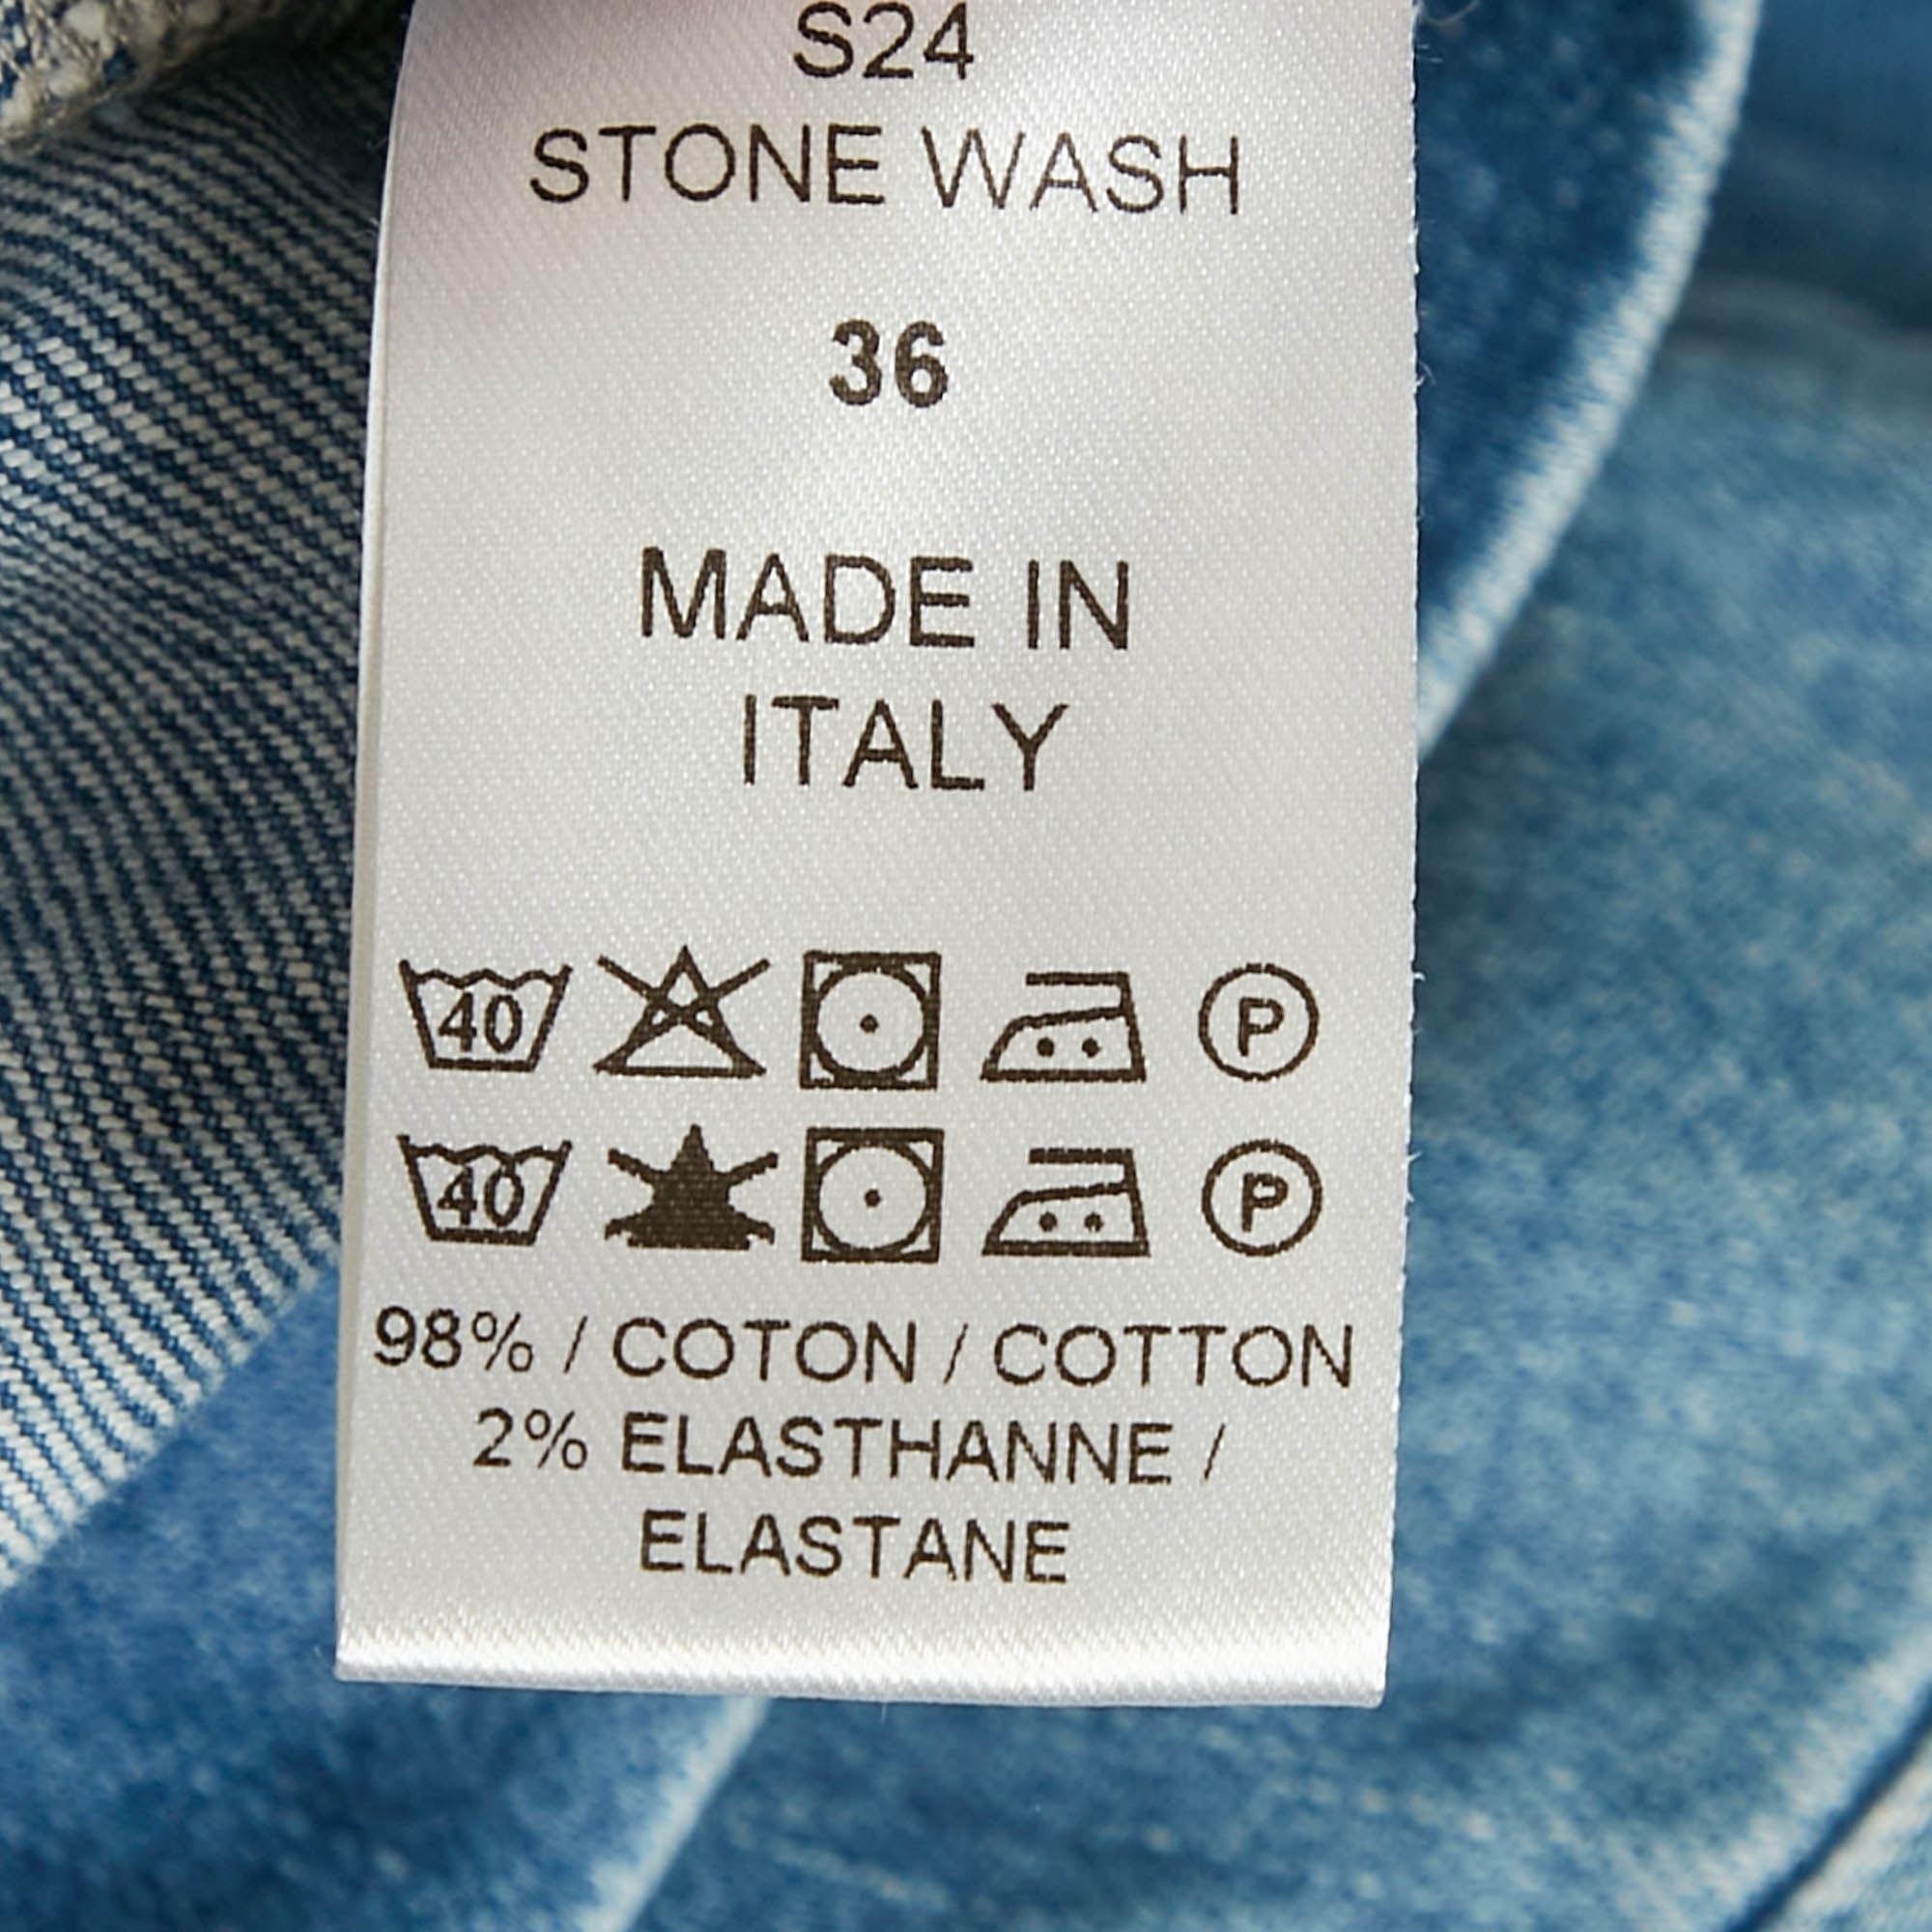 S24
STONE WASH
36
MADE IN
ITALY
40 P
40 P
98% / COTON / COTTON
2% ELASTHANNE /
ELASTANE